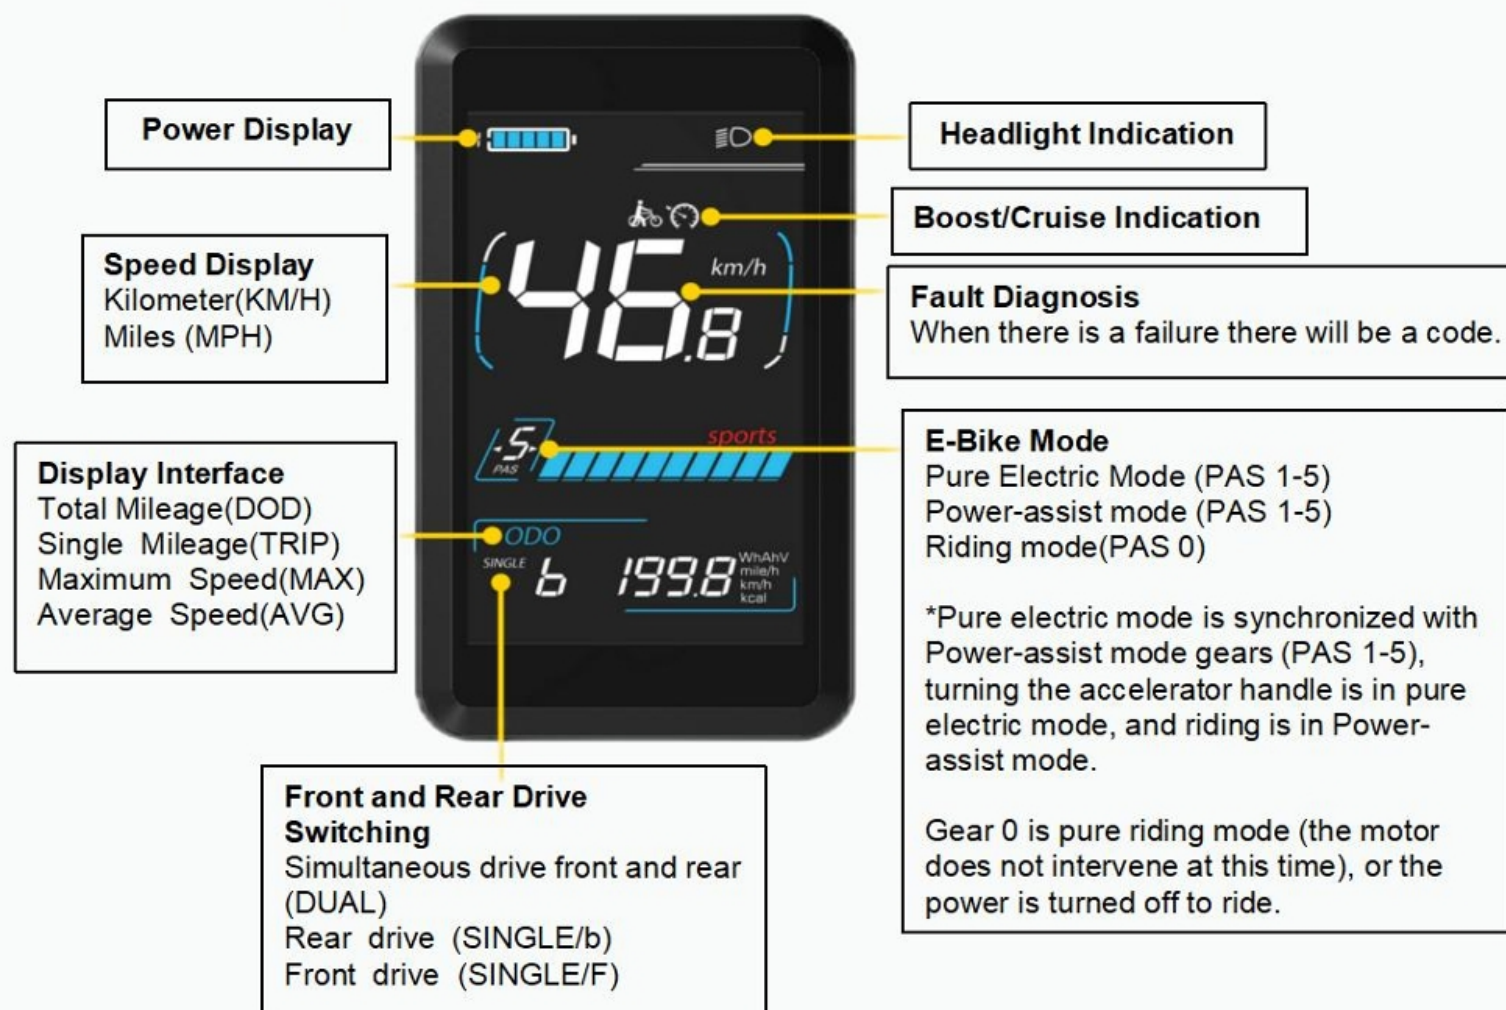 Power Display
Headlight Indication
Boost/Cruise Indication
Speed Display
Kilometer(KM/H)
Miles (MPH)
46.8
km/h
Fault Diagnosis
When there is a failure there will be a code.
5
PAS
sports
E-Bike Mode
Pure Electric Mode (PAS 1-5)
Power-assist mode (PAS 1-5)
Riding mode(PAS 0)
*Pure electric mode is synchronized with
Power-assist mode gears (PAS 1-5),
turning the accelerator handle is in pure
electric mode, and riding is in Power-
assist mode.
Gear 0 is pure riding mode (the motor
does not intervene at this time), or the
power is turned off to ride.
Display Interface
Total Mileage(DOD)
Single Mileage(TRIP)
Maximum Speed(MAX)
Average Speed(AVG)
ODO
SINGLE b 199.8
WhAhV
mile/h
km/h
kcal
Front and Rear Drive
Switching
Simultaneous drive front and rear
(DUAL)
Rear drive (SINGLE/b)
Front drive (SINGLE/F)